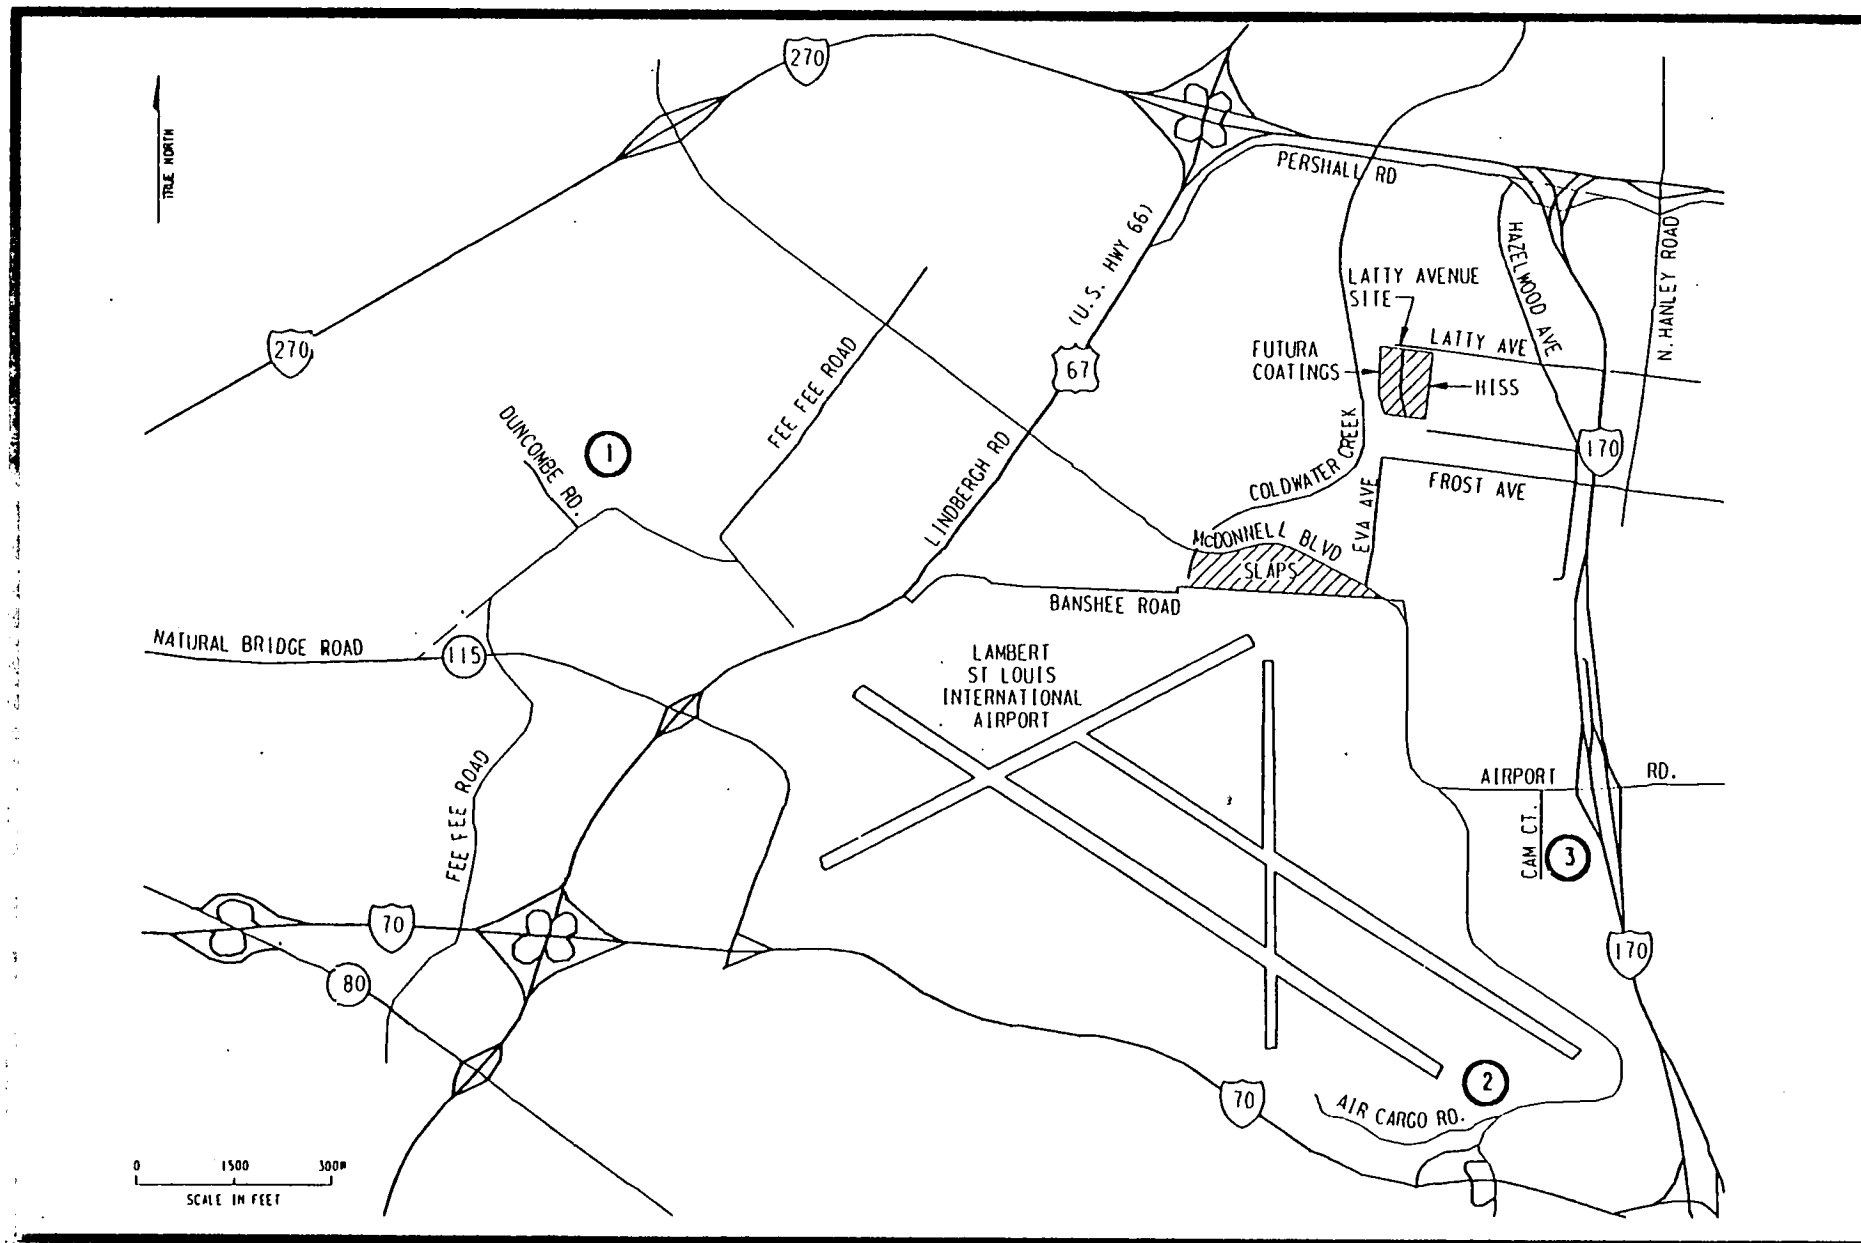 270
TRUE NORTH
PERSHALL RD
(U.S. HWY 66)
HAZELWOOD AVE
N.HANLEY ROAD
LATTY AVENUE
SITE
270
FEE FEE ROAD
67
FUTURA
COATINGS
LATTY AVE
HISS
DUNCOMBE RD.
1
LINDBERGH RD
COLDWATER CREEK
170
EVA AVE
FROST AVE
McDONNELL BLVD
SLAPS
BANSHEE ROAD
NATURAL BRIDGE ROAD
115
LAMBERT
ST LOUIS
INTERNATIONAL
AIRPORT
FEE FEE ROAD
AIRPORT RD.
CAM CT.
3
70
170
80
2
70
AIR CARGO RD.
0 1500 300
SCALE IN FEET